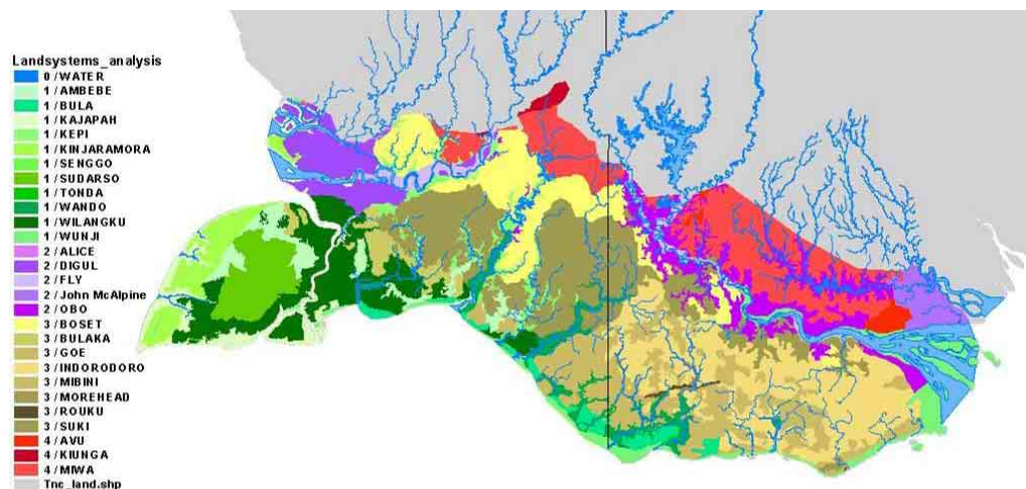 Landsystems_analysis
0 / WATER
1 / AMBEBE
1 / BULA
1 / KAJAPAH
1 / KEPI
1 / KINJARAMORA
1 / SENGGO
1 / SUDARSO
1 / TONDA
1 / WANDO
1 / WILANGKU
1 / WUNJI
2 / ALICE
2 / DIGUL
2 / FLY
2 / John McAlpine
2 / OBO
3 / BOSET
3 / BULAKA
3 / GOE
3 / INDORODORO
3 / MIBINI
3 / MOREHEAD
3 / ROUKU
3 / SUKI
4 / AVU
4 / KIUNGA
4 / MIWA
Tnc_land.shp